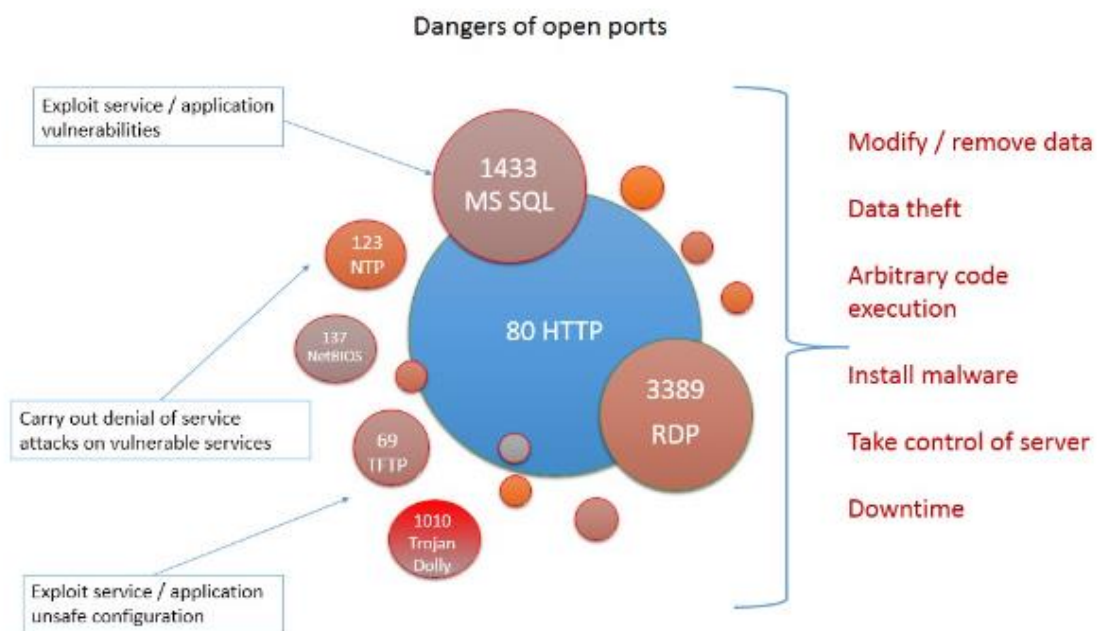 Dangers of open ports
Exploit service / application
vulnerabilities
1433
MS SQL
123
NTP
137
NetBIOS
80 HTTP
Carry out denial of service
attacks on vulnerable services
69
TFTP
3389
RDP
1010
Trojan
Dolly
Exploit service / application
unsafe configuration
Modify / remove data
Data theft
Arbitrary code
execution
Install malware
Take control of server
Downtime